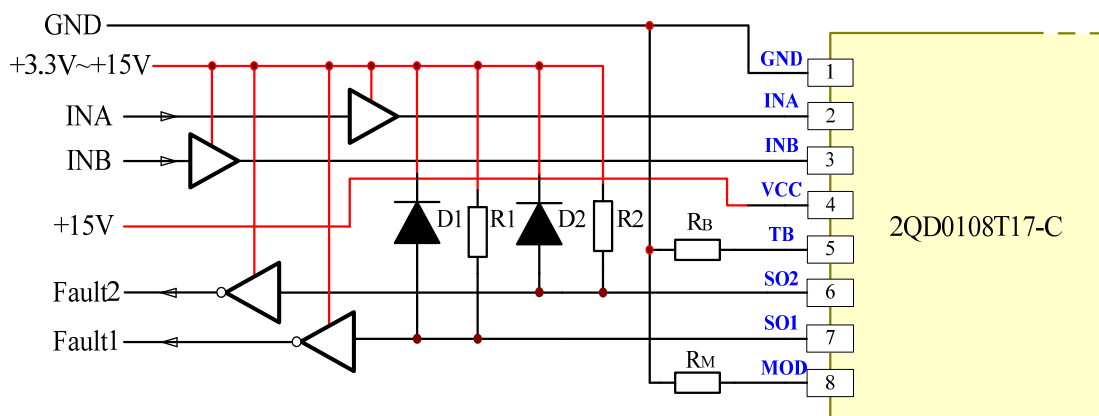 GND
+3.3V~+15V
INA
INB
+15V
Fault2
Fault1
D1
R1
D2
R2
RB
RM
GND
INA
INB
VCC
TB
SO2
SO1
MOD
1
2
3
4
5
6
7
8
2QD0108T17-C